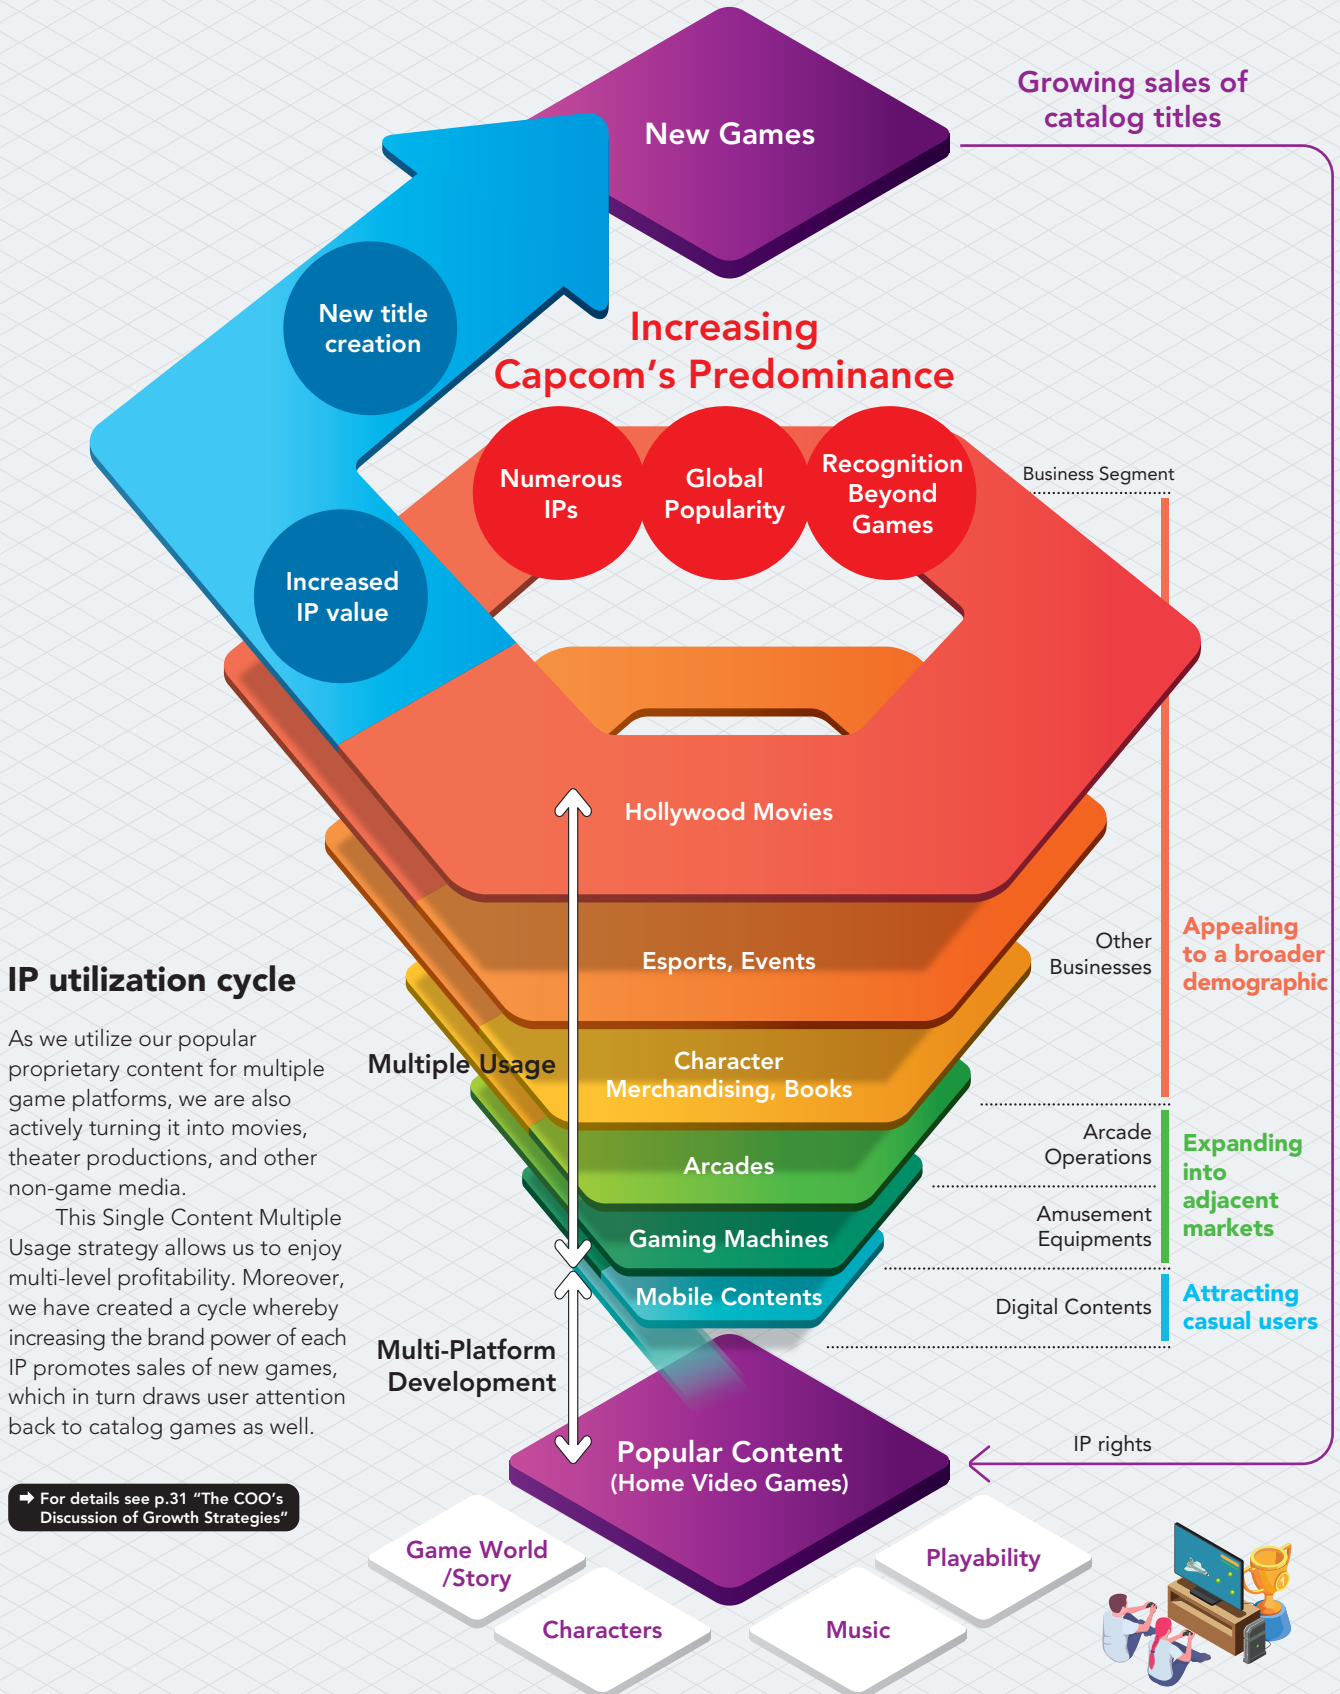 New Games
Growing sales of
catalog titles
New title
creation
Increasing
Capcom's Predominance
Numerous
IPs
Global
Popularity
Recognition
Beyond
Games
Business Segment
Increased
IP value
Hollywood Movies
Esports, Events
Other
Businesses
Appealing
to a broader
demographic
IP utilization cycle
As we utilize our popular
proprietary content for multiple
game platforms, we are also
actively turning it into movies,
theater productions, and other
non-game media.
This Single Content Multiple
Usage strategy allows us to enjoy
multi-level profitability. Moreover,
we have created a cycle whereby
increasing the brand power of each
IP promotes sales of new games,
which in turn draws user attention
back to catalog games as well.
➡ For details see p.31 “The COO’s
Discussion of Growth Strategies”
Multiple Usage
Character
Merchandising, Books
Arcades
Arcade
Operations
Expanding
into
adjacent
markets
Gaming Machines
Amusement
Equipments
Mobile Contents
Digital Contents
Attracting
casual users
Multi-Platform
Development
Popular Content
(Home Video Games)
IP rights
Game World
/Story
Characters
Music
Playability
1